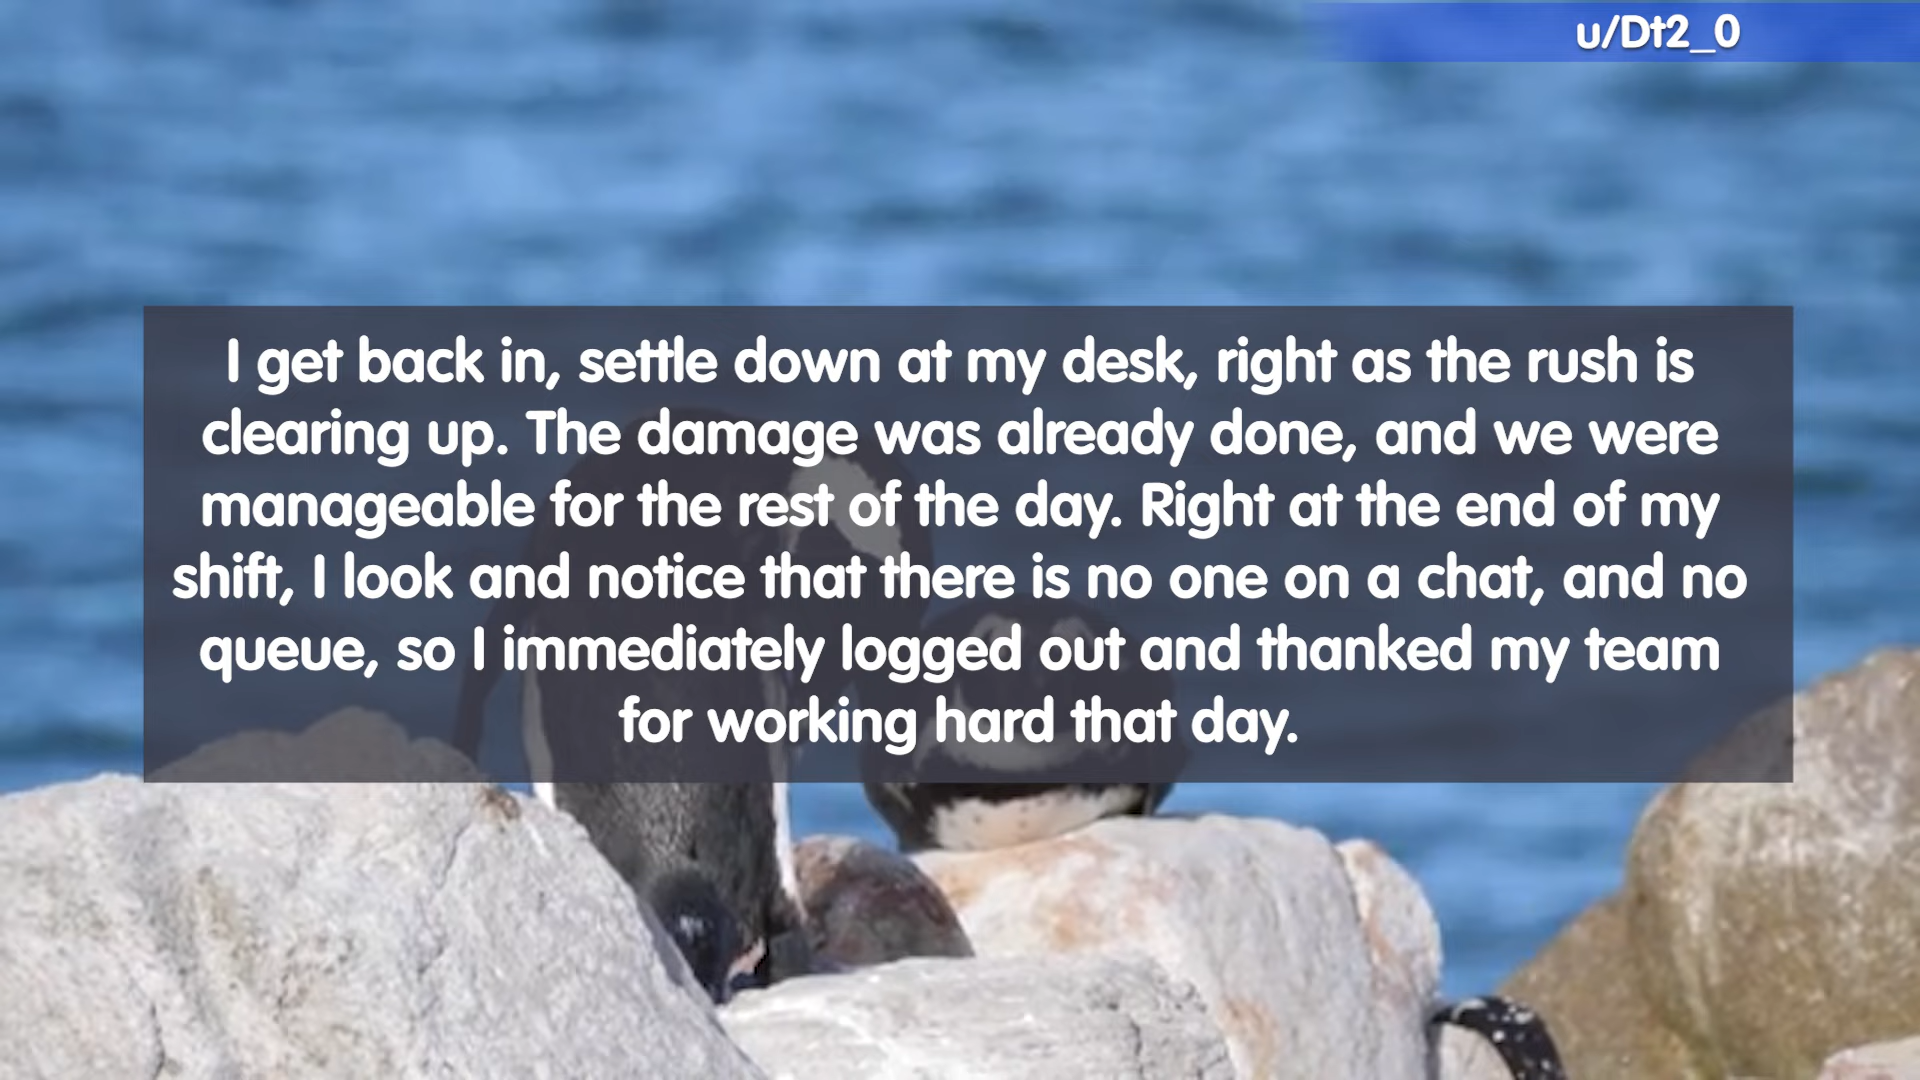 u/Dt2_0
I get back in, settle down at my desk, right as the rush is
clearing up. The damage was already done, and we were
manageable for the rest of the day. Right at the end of my
shift, I look and notice that there is no one on a chat, and no
queue, so I immediately logged out and thanked my team
for working hard that day.